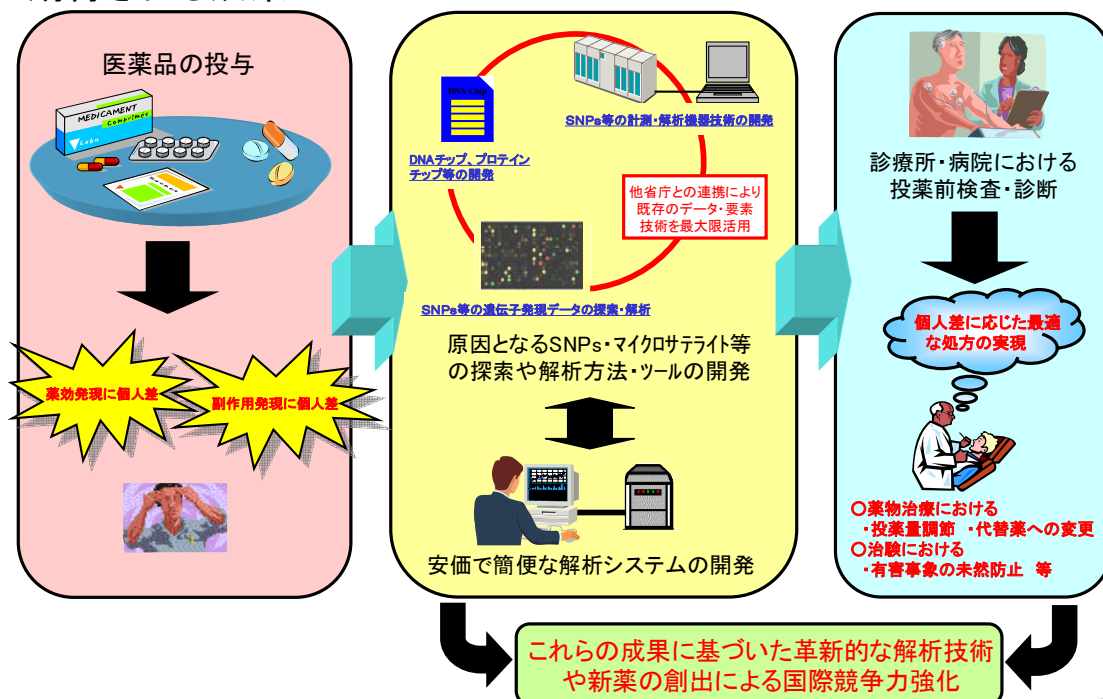 医薬品の投与
MEDICAMENT
Comprimes
Labo
薬効発現に個人差
副作用発現に個人差
DNA Chip
SNPs等の計測・解析機器技術の開発
DNAチップ、プロテイン
チップ等の開発
他省庁との連携により
既存のデータ・要素
技術を最大限活用
SNPs等の遺伝子発現データの探索・解析
原因となるSNPs・マイクロサテライト等
の探索や解析方法・ツールの開発
安価で簡便な解析システムの開発
診療所・病院における
投薬前検査・診断
個人差に応じた最適
な処方の実現
○薬物治療における
・投薬量調節 ・代替薬への変更
○治験における
・有害事象の未然防止 等
これらの成果に基づいた革新的な解析技術
や新薬の創出による国際競争力強化